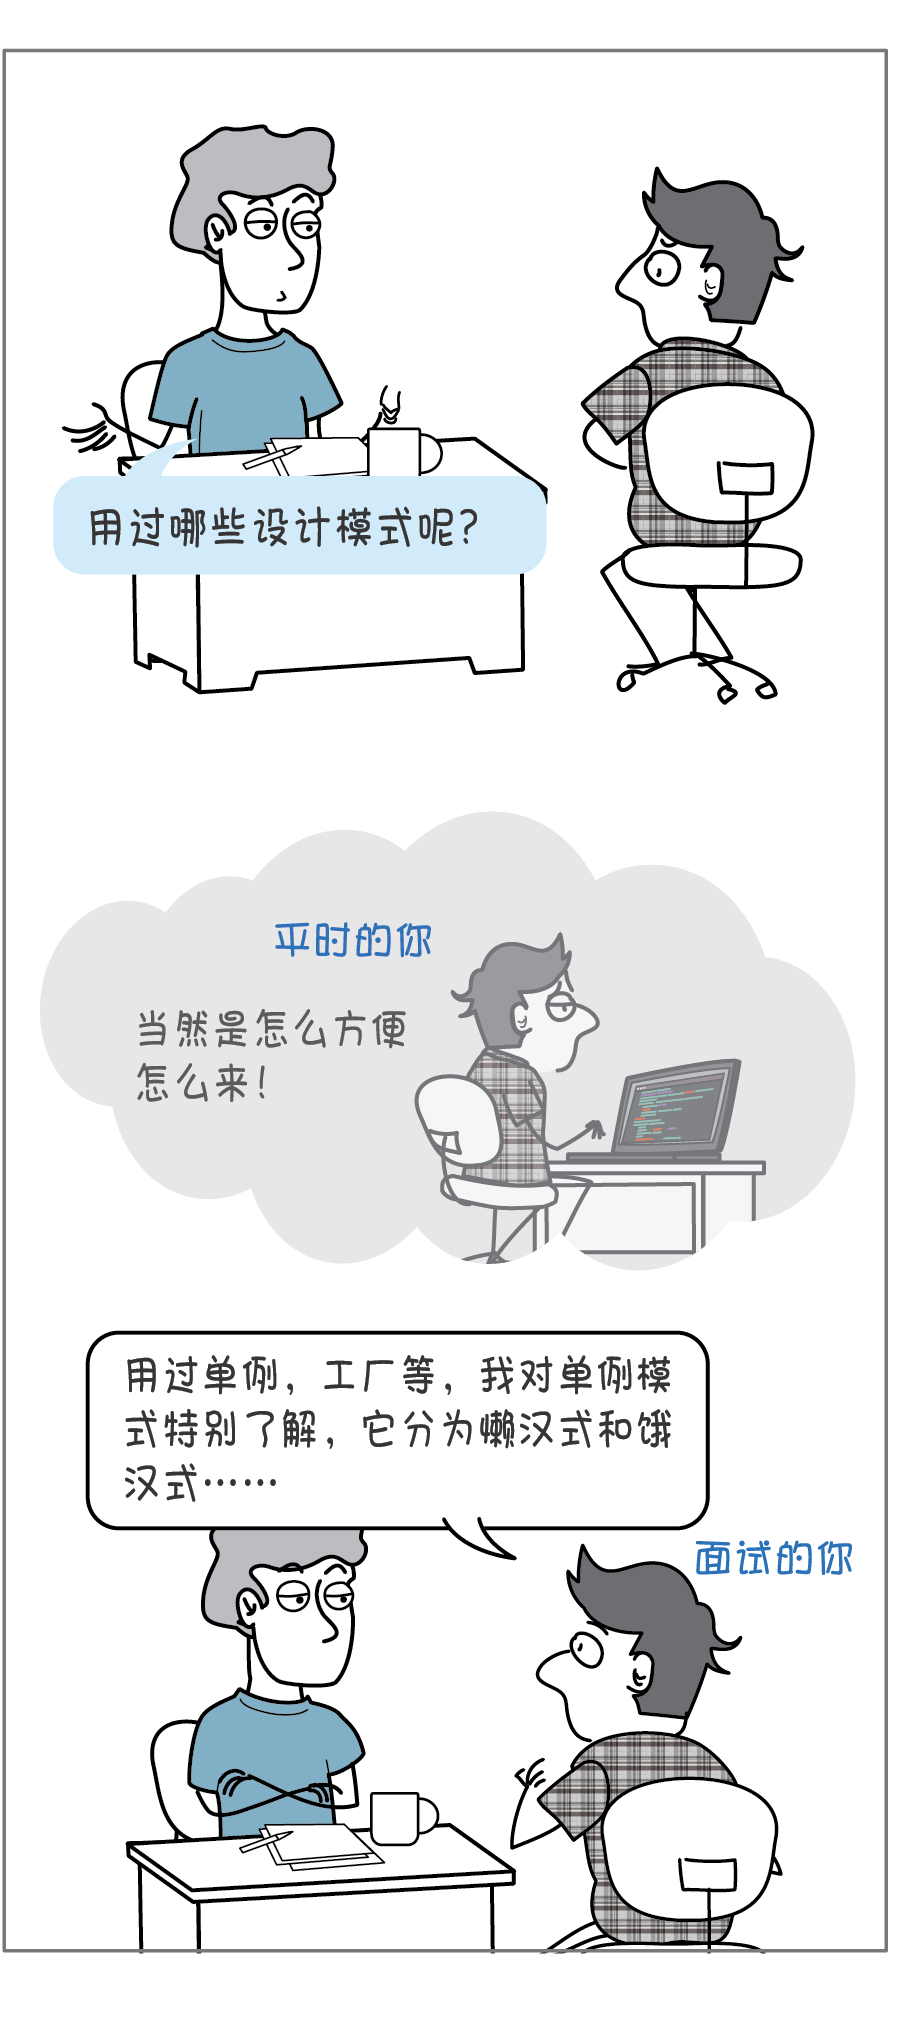 用过哪些设计模式呢？
平时的你
当然是怎么方便
怎么来！
用过单例，工厂等，我对单例模
式特别了解，它分为懒汉式和饿
汉式……
面试的你